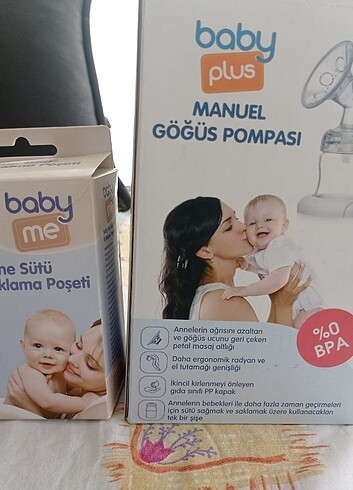 baby
plus
MANUEL
GÖĞÜS POMPASI
%0
BPA
Annelerin ağrısını azaltan
ve göğüs ucunu geri çeken
petal masaj altlığı
Daha ergonomik radyan ve
el tutamağı genişliği
İkincil kirlenmeyi önleyen
gıda sınıfı PP kapak
Annelerin bebekleri ile daha fazla zaman geçirmeleri
için sütü sağmak ve saklamak üzere kullanacakları
tek bir şişe
baby
me
ne Sütü
klama Poşeti